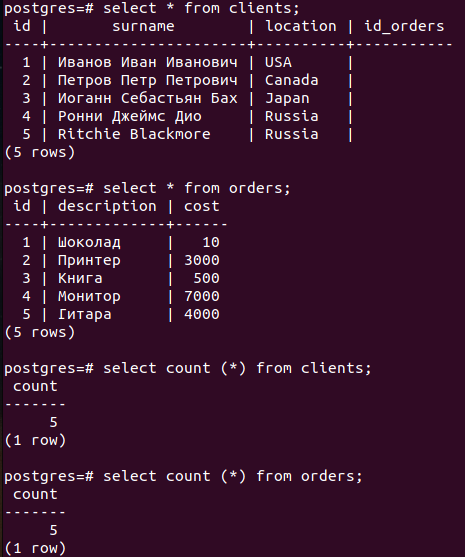 postgres=# select * from clients;
 id |       surname        | location | id_orders
----+----------------------+----------+-----------
  1 | Иванов Иван Иванович | USA      |
  2 | Петров Петр Петрович | Canada   |
  3 | Иоганн Себастьян Бах | Japan    |
  4 | Ронни Джеймс Дио     | Russia   |
  5 | Ritchie Blackmore    | Russia   |
(5 rows)
postgres=# select * from orders;
 id | description | cost
----+-------------+------
  1 | Шоколад     |   10
  2 | Принтер     | 3000
  3 | Книга       |  500
  4 | Монитор     | 7000
  5 | Гитара      | 4000
(5 rows)
postgres=# select count (*) from clients;
 count
-------
     5
(1 row)
postgres=# select count (*) from orders;
 count
-------
     5
(1 row)